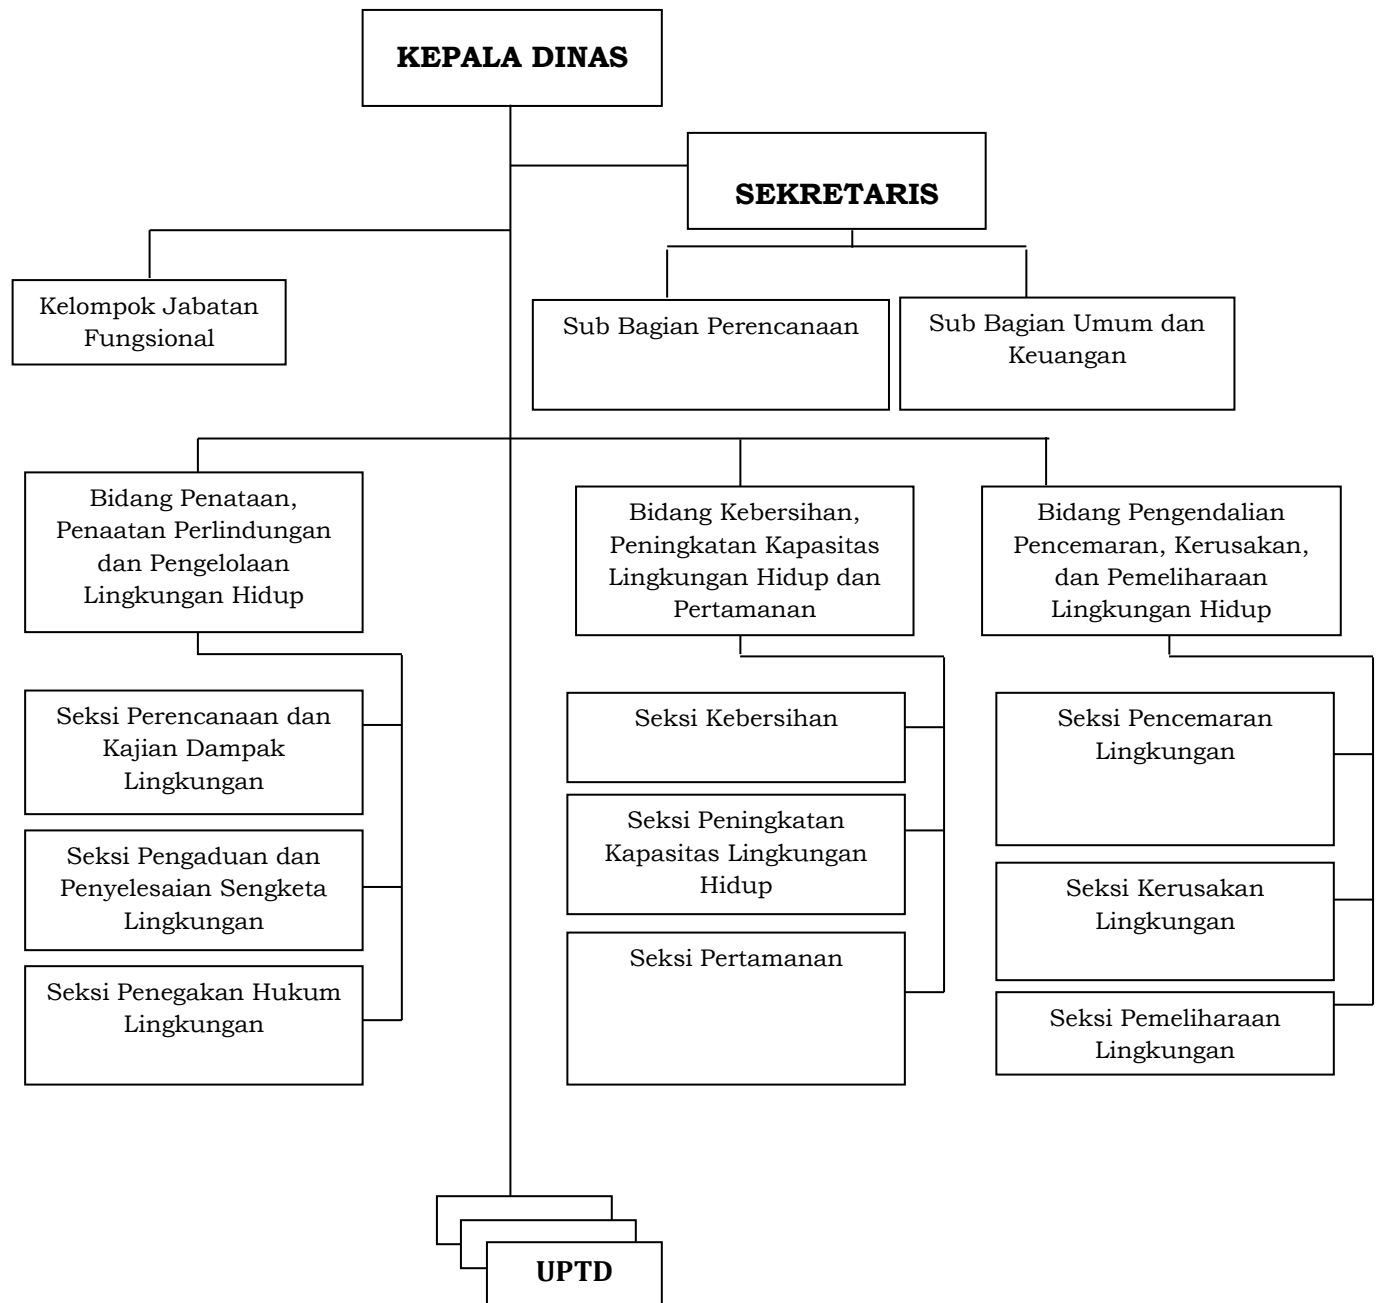 KEPALA DINAS
SEKRETARIS
Kelompok Jabatan
Fungsional
Sub Bagian Perencanaan
Sub Bagian Umum dan
Keuangan
Bidang Penataan,
Penaatan Perlindungan
dan Pengelolaan
Lingkungan Hidup
Bidang Kebersihan,
Peningkatan Kapasitas
Lingkungan Hidup dan
Pertamanan
Bidang Pengendalian
Pencemaran, Kerusakan,
dan Pemeliharaan
Lingkungan Hidup
Seksi Perencanaan dan
Kajian Dampak
Lingkungan
Seksi Pengaduan dan
Penyelesaian Sengketa
Lingkungan
Seksi Penegakan Hukum
Lingkungan
Seksi Kebersihan
Seksi Peningkatan
Kapasitas Lingkungan
Hidup
Seksi Pertamanan
Seksi Pencemaran
Lingkungan
Seksi Kerusakan
Lingkungan
Seksi Pemeliharaan
Lingkungan
UPTD